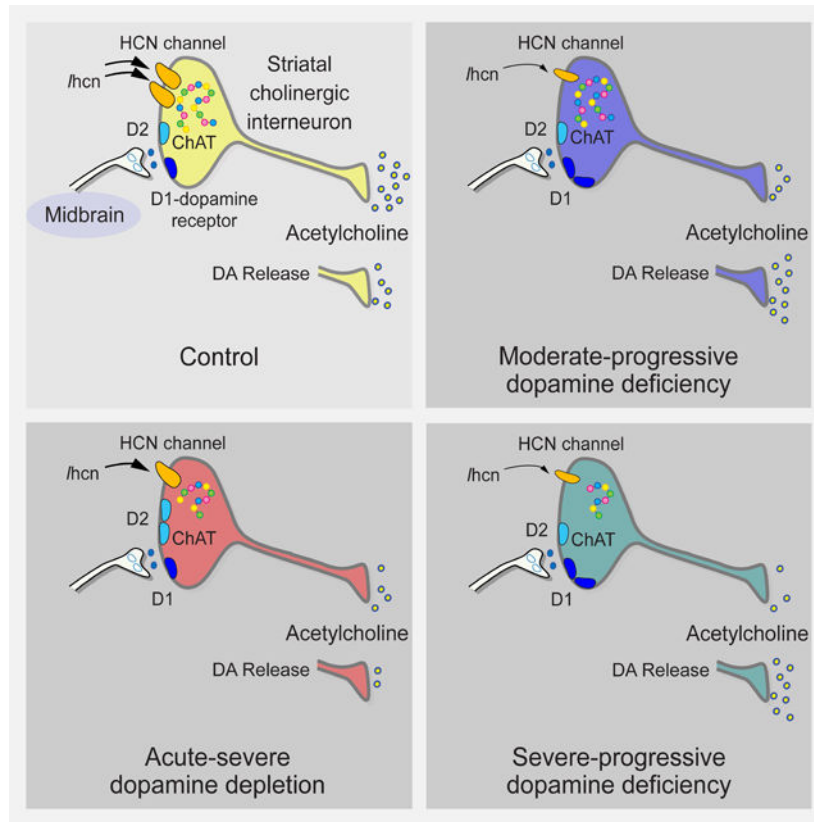 HCN channel
Ihcn
Striatal
cholinergic
interneuron
D2
ChAT
D1-dopamine
receptor
Midbrain
Acetylcholine
DA Release
Control
HCN channel
Ihcn
D2
ChAT
D1
Acetylcholine
DA Release
Moderate-progressive
dopamine deficiency
HCN channel
Ihcn
D2
ChAT
D1
Acetylcholine
DA Release
Acute-severe
dopamine depletion
HCN channel
Ihcn
D2
ChAT
D1
Acetylcholine
DA Release
Severe-progressive
dopamine deficiency